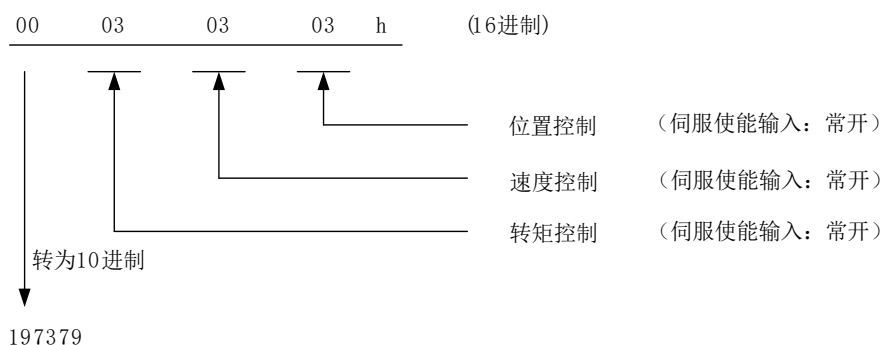 00 03 03 03 h (16进制)
位置控制 （伺服使能输入：常开）
速度控制 （伺服使能输入：常开）
转矩控制 （伺服使能输入：常开）
转为10进制
197379